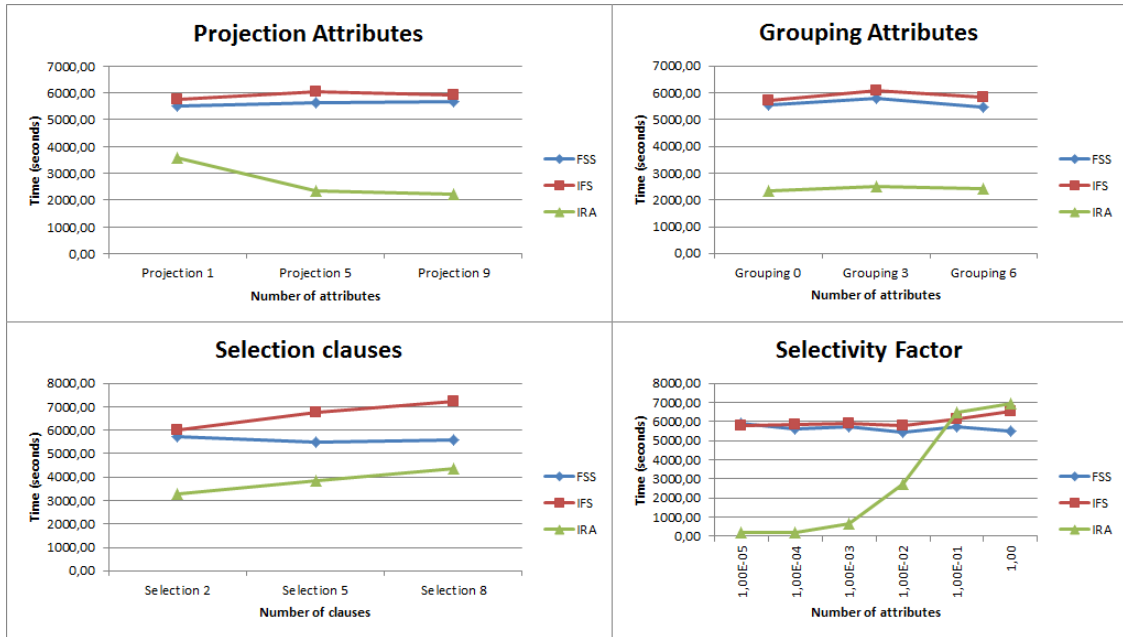 Projection Attributes
7000,00
6000,00
5000,00
4000,00
3000,00
2000,00
1000,00
0,00
Time (seconds)
Projection 1
Projection 5
Projection 9
Number of attributes
FSS
IFS
IRA
Grouping Attributes
7000,00
6000,00
5000,00
4000,00
3000,00
2000,00
1000,00
0,00
Time (seconds)
Grouping 0
Grouping 3
Grouping 6
Number of attributes
FSS
IFS
IRA
Selection clauses
8000,00
7000,00
6000,00
5000,00
4000,00
3000,00
2000,00
1000,00
0,00
Time (seconds)
Selection 2
Selection 5
Selection 8
Number of clauses
FSS
IFS
IRA
Selectivity Factor
8000,00
7000,00
6000,00
5000,00
4000,00
3000,00
2000,00
1000,00
0,00
Time (seconds)
1,00E-05
1,00E-04
1,00E-03
1,00E-02
1,00E-01
1,00
Number of attributes
FSS
IFS
IRA